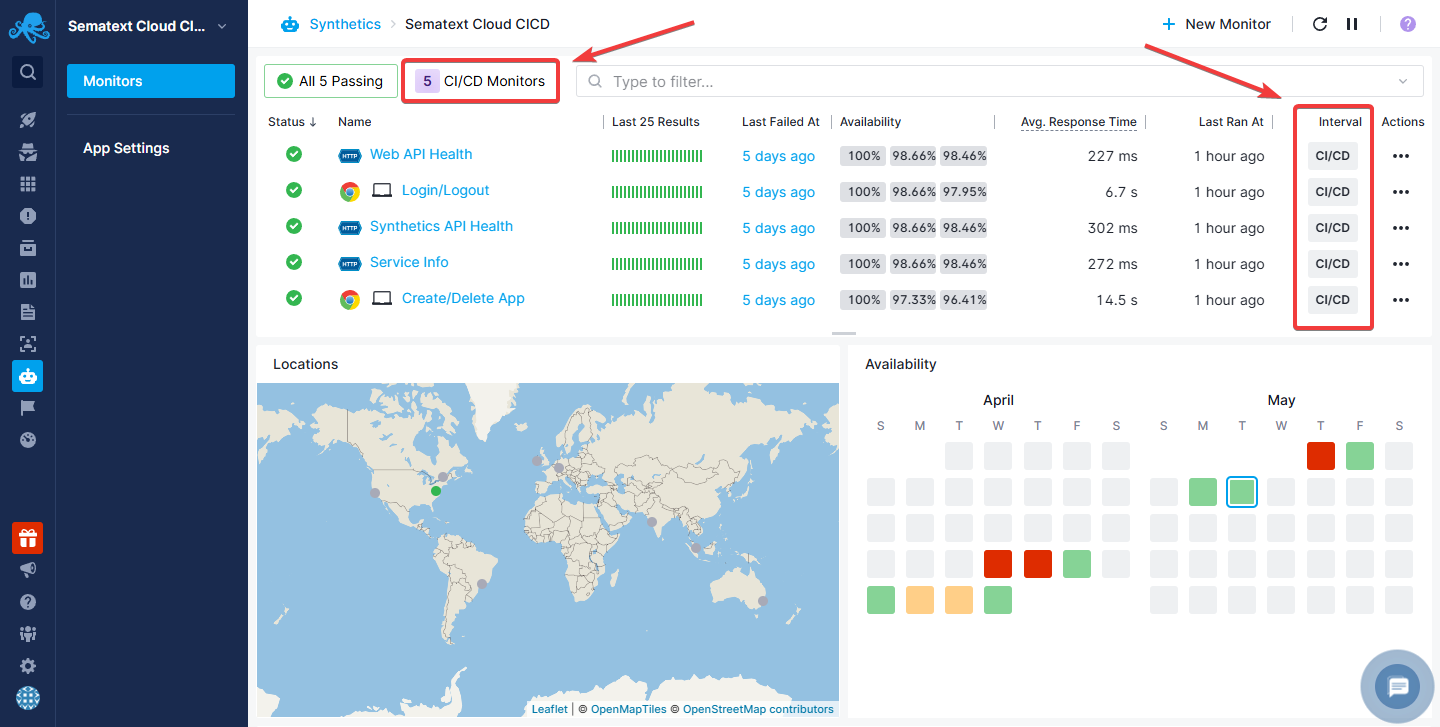 Sematext Cloud CI...
Monitors
App Settings
Synthetics > Sematext Cloud CICD
+ New Monitor
?
All 5 Passing
5 CI/CD Monitors
Type to filter...
Status ↓ Name Last 25 Results Last Failed At Availability Avg. Response Time Last Ran At Interval Actions
HTTP Web API Health 5 days ago 100% 98.66% 98.46% 227 ms 1 hour ago CI/CD
Login/Logout 5 days ago 100% 98.66% 97.95% 6.7 s 1 hour ago CI/CD
HTTP Synthetics API Health 5 days ago 100% 98.66% 98.46% 302 ms 1 hour ago CI/CD
HTTP Service Info 5 days ago 100% 98.66% 98.46% 272 ms 1 hour ago CI/CD
Create/Delete App 5 days ago 100% 97.33% 96.41% 14.5 s 1 hour ago CI/CD
Locations
Leaflet | © OpenMapTiles © OpenStreetMap contributors
Availability
April
S M T W T F S
May
S M T W T F S